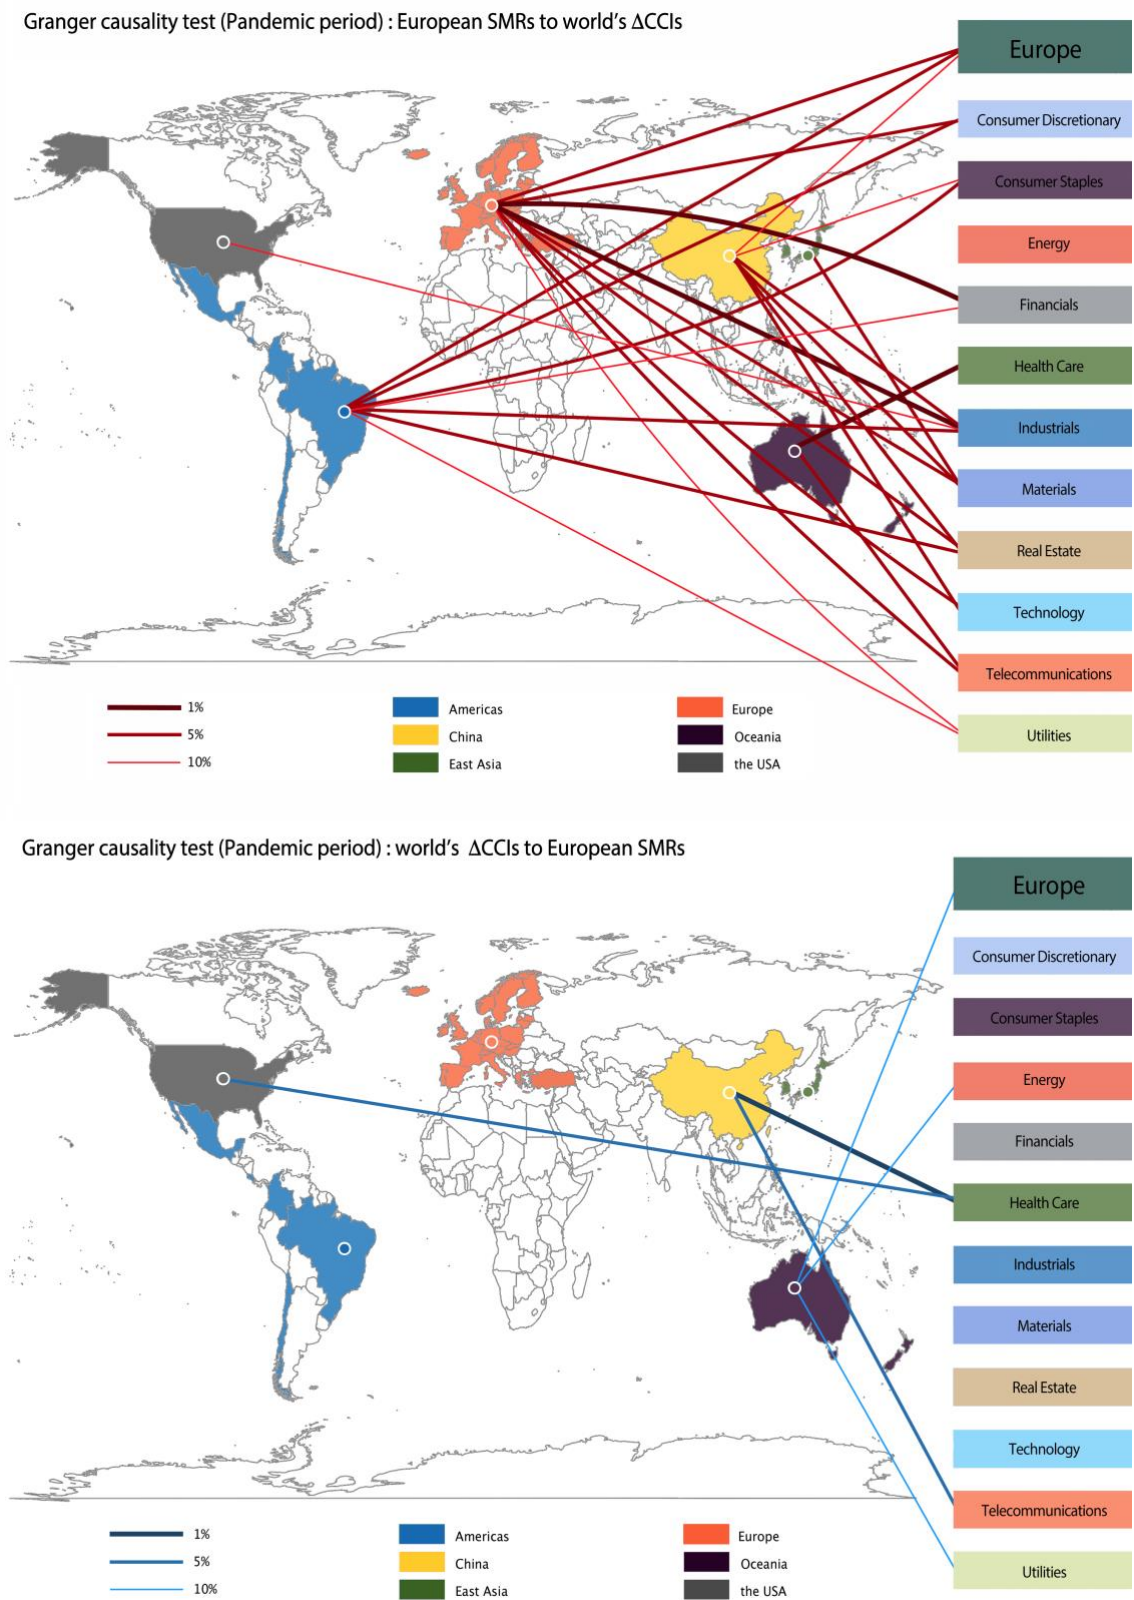 Granger causality test (Pandemic period) : European SMRs to world's ΔCCIs
Europe
Consumer Discretionary
Consumer Staples
Energy
Financials
Health Care
Industrials
Materials
Real Estate
Technology
Telecommunications
Utilities
1%
5%
10%
Americas
China
East Asia
Europe
Oceania
the USA
Granger causality test (Pandemic period) : world's ΔCCIs to European SMRs
Europe
Consumer Discretionary
Consumer Staples
Energy
Financials
Health Care
Industrials
Materials
Real Estate
Technology
Telecommunications
Utilities
1%
5%
10%
Americas
China
East Asia
Europe
Oceania
the USA